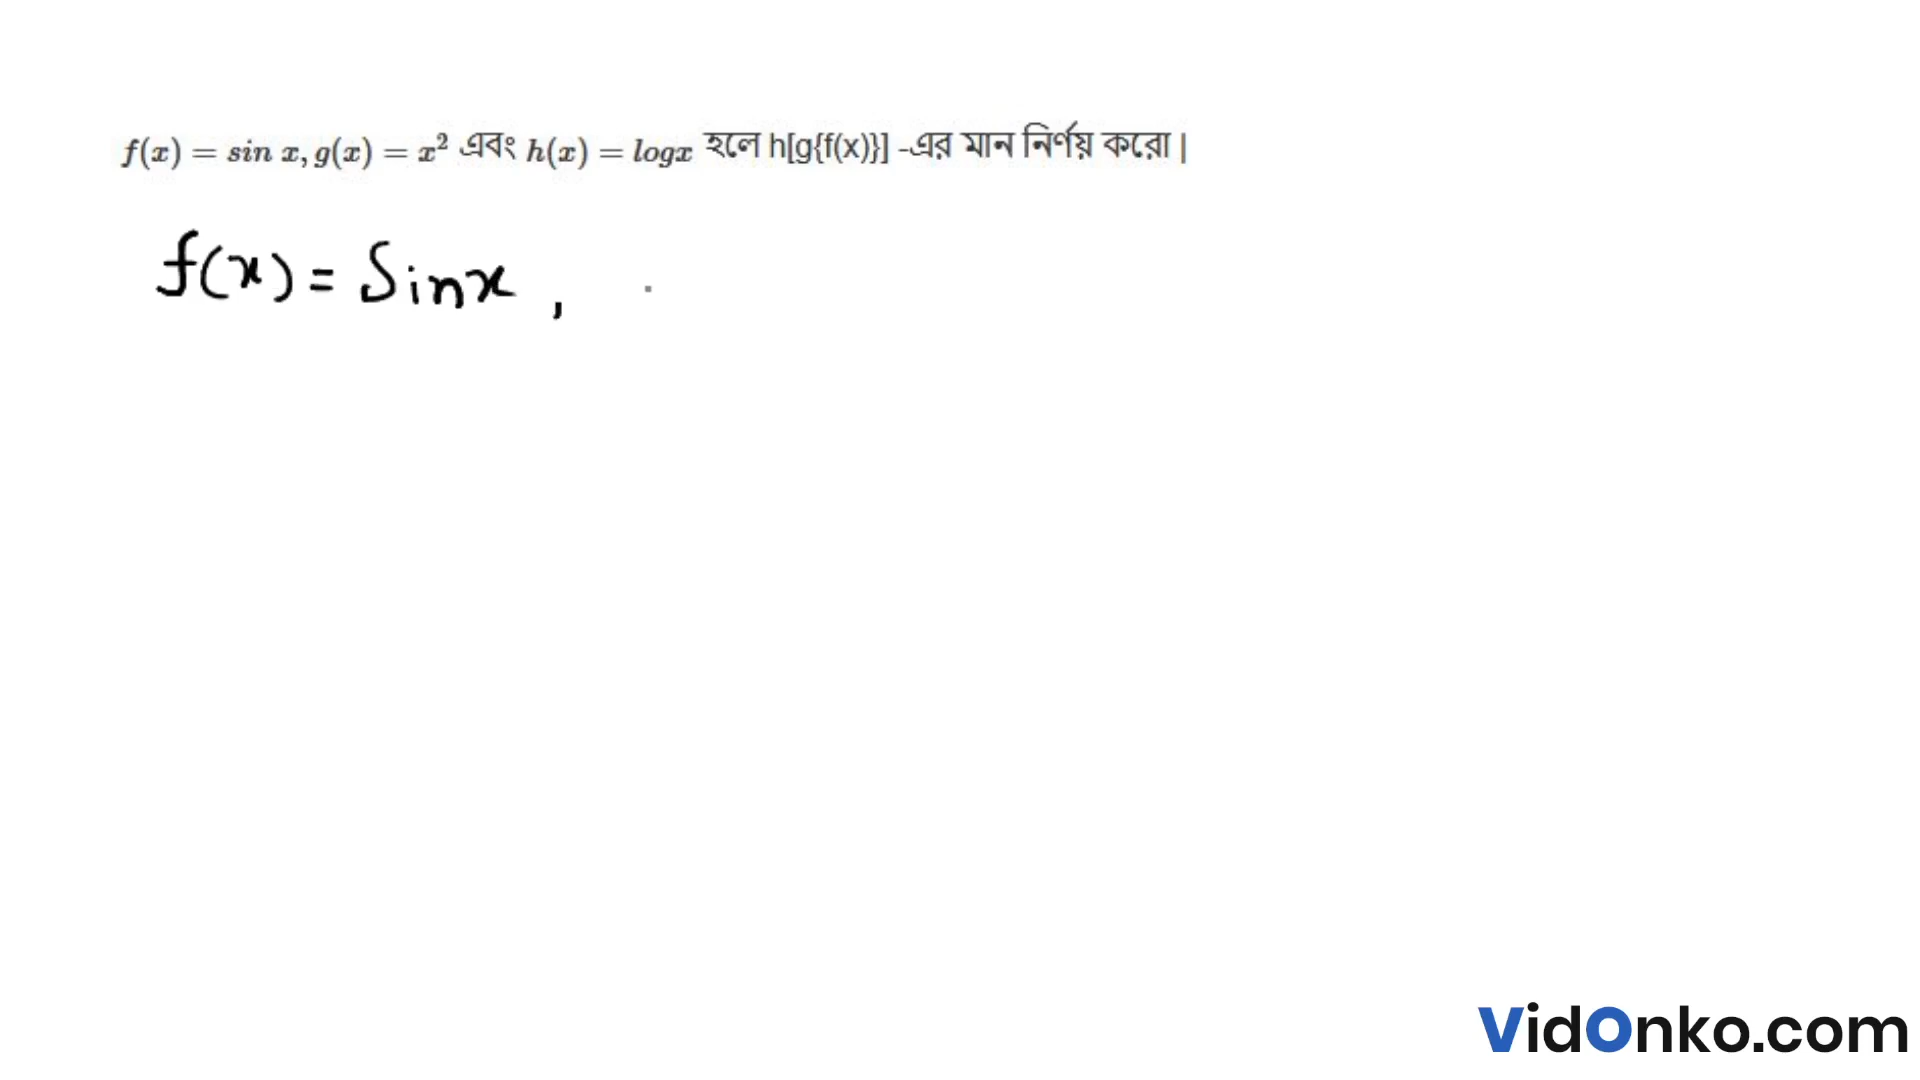 f(x) = sin x, g(x) = x² এবং h(x) = logx হলে h[g{f(x)}] -এর মান নির্ণয় করো |
f(x) = Sinx ,
VidOnko.com